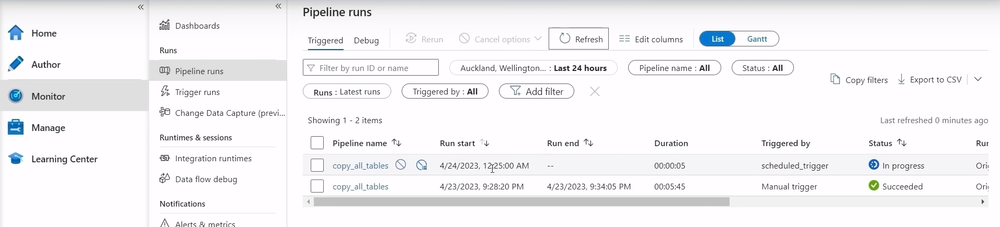 Home
Author
Monitor
Manage
Learning Center
Dashboards
Runs
Pipeline runs
Trigger runs
Change Data Capture (previ...
Runtimes & sessions
Integration runtimes
Data flow debug
Notifications
Alerts & metrics
Pipeline runs
Triggered Debug Rerun Cancel options Refresh Edit columns List Gantt
Filter by run ID or name Auckland, Wellington... : Last 24 hours Pipeline name : All Status : All
Copy filters Export to CSV
Runs : Latest runs Triggered by : All Add filter
Showing 1 - 2 items Last refreshed 0 minutes ago
Pipeline name Run start Run end Duration Triggered by Status Run
copy_all_tables 4/24/2023, 12:25:00 AM -- 00:00:05 scheduled_trigger In progress Orig
copy_all_tables 4/23/2023, 9:28:20 PM 4/23/2023, 9:34:05 PM 00:05:45 Manual trigger Succeeded Orig